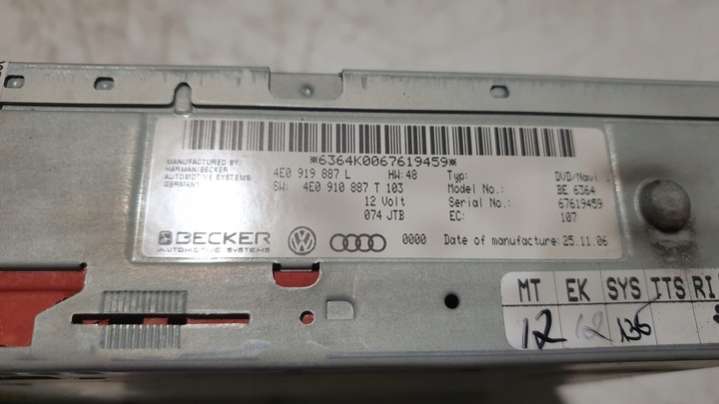 *6364K0067619459*
MANUFACTURED BY
HARMAN/BECKER
AUTOMOTIVE SYSTEMS
GERMANY
4E0 919 887 L HW:48 Typ: DVD/Navi
SW: 4E0 910 887 T 103 Model No.: BE 6364
12 Volt Serial No.: 67619459
074 JTB EC: 107
BECKER
AUTOMOTIVE SYSTEMS
0000 Date of manufacture: 25.11.06
MT EK SYS ITS RI
12 12 136